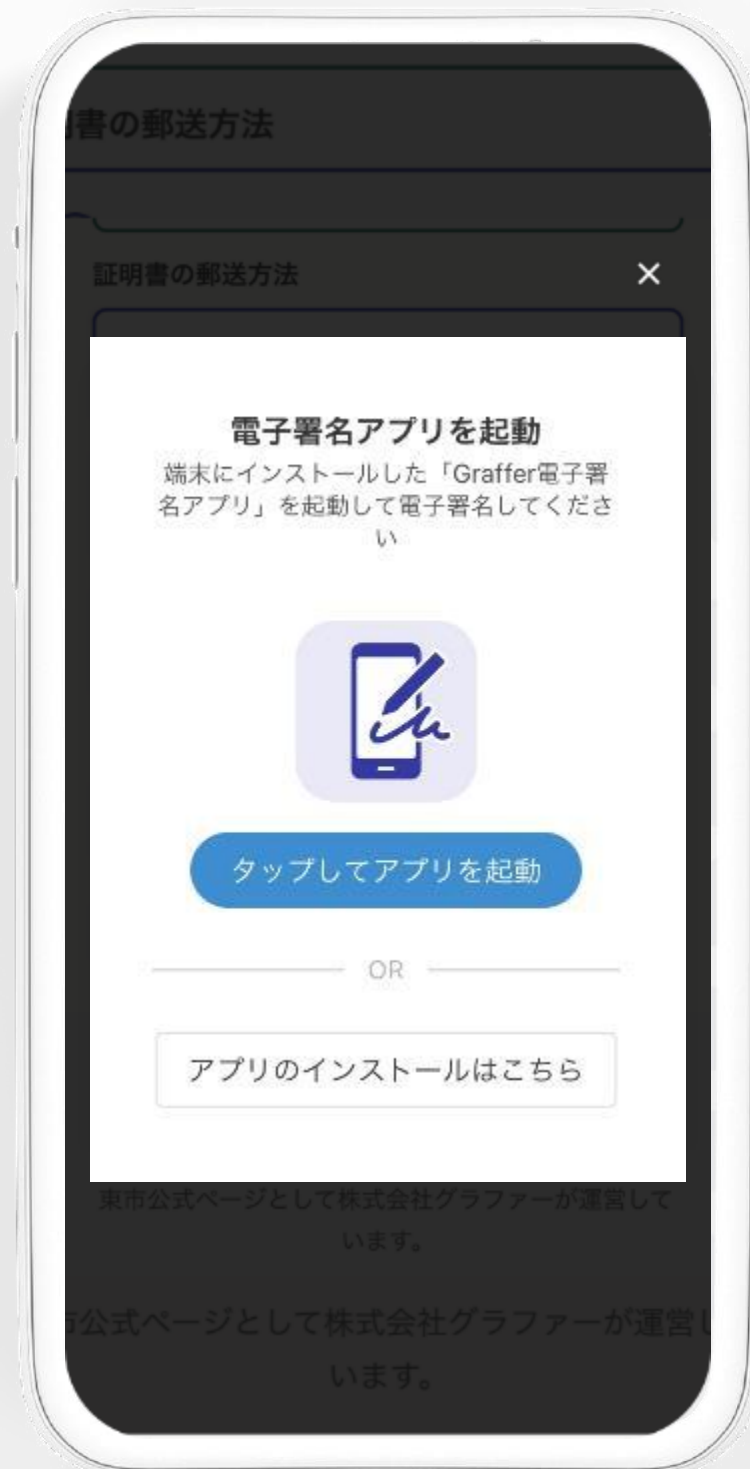 書の郵送方法
証明書の郵送方法
電子署名アプリを起動
端末にインストールした「Graffer電子署
名アプリ」を起動して電子署名してくださ
い
タップしてアプリを起動
OR
アプリのインストールはこちら
東市公式ページとして株式会社グラファーが運営して
います。
市公式ページとして株式会社グラファーが運営し
います。